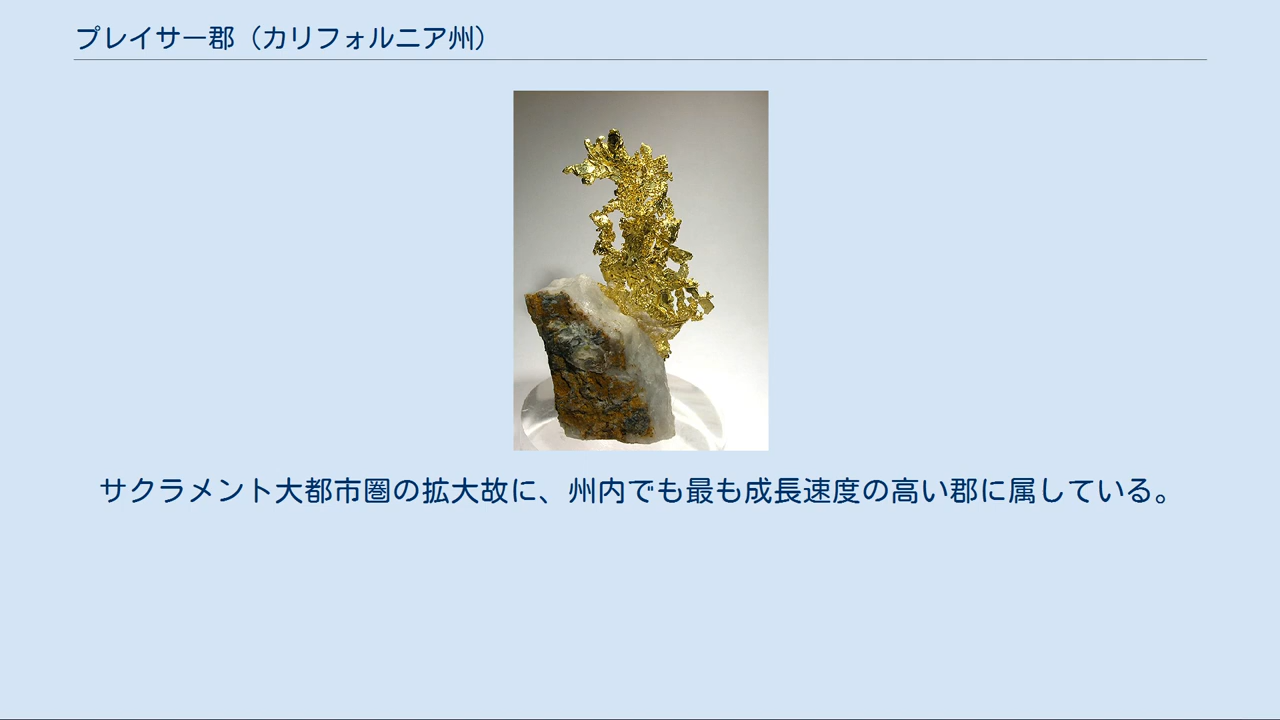 プレイサー郡（カリフォルニア州）
サクラメント大都市圏の拡大故に、州内でも最も成長速度の高い郡に属している。